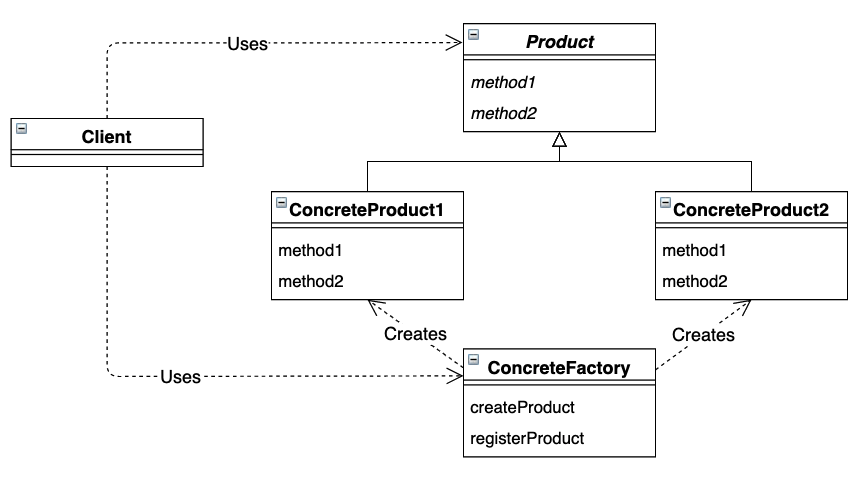 Uses
Product
method1
method2
Client
ConcreteProduct1
method1
method2
ConcreteProduct2
method1
method2
Creates
Creates
Uses
ConcreteFactory
createProduct
registerProduct